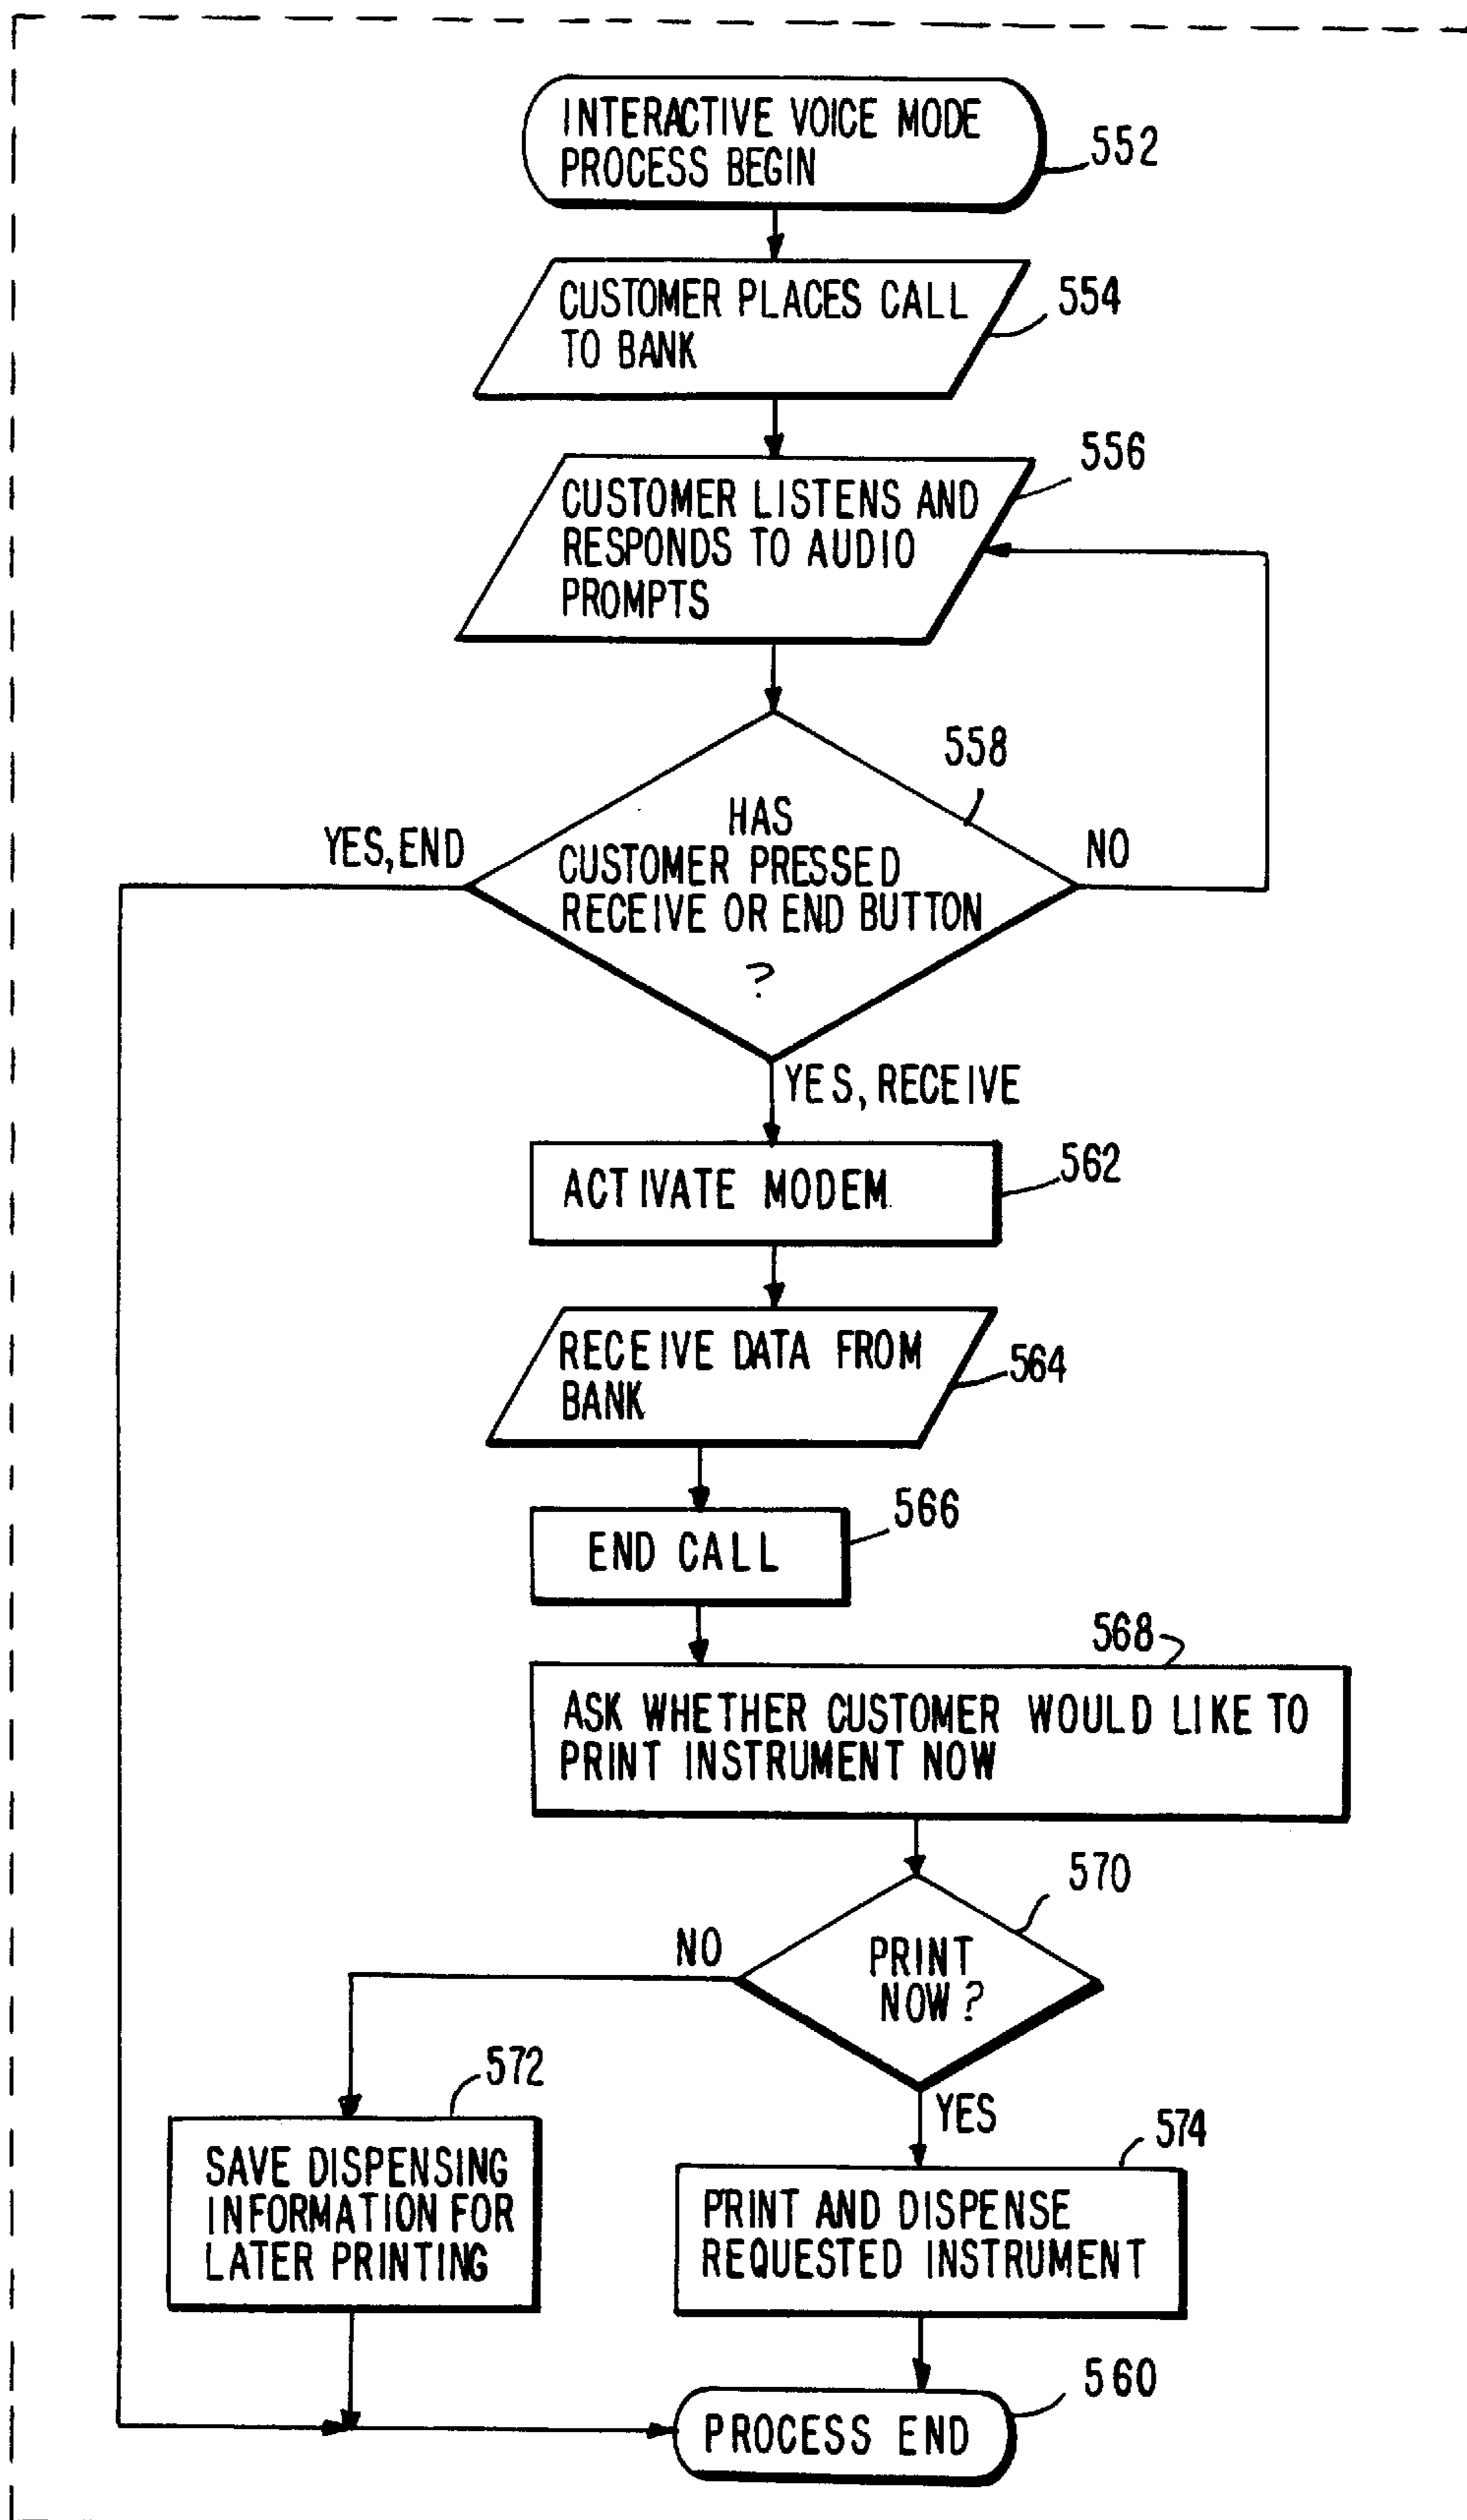 INTERACTIVE VOICE MODE
PROCESS BEGIN
552
CUSTOMER PLACES CALL
TO BANK
554
CUSTOMER LISTENS AND
RESPONDS TO AUDIO
PROMPTS
556
558
HAS
CUSTOMER PRESSED
RECEIVE OR END BUTTON
?
YES, END
NO
YES, RECEIVE
ACTIVATE MODEM
562
RECEIVE DATA FROM
BANK
564
END CALL
566
568
ASK WHETHER CUSTOMER WOULD LIKE TO
PRINT INSTRUMENT NOW
570
PRINT
NOW?
NO
YES
572
SAVE DISPENSING
INFORMATION FOR
LATER PRINTING
574
PRINT AND DISPENSE
REQUESTED INSTRUMENT
560
PROCESS END